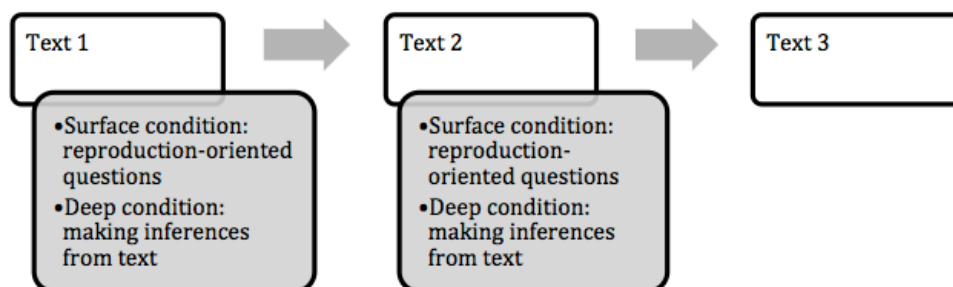 Text 1
•Surface condition:
reproduction-oriented
questions
•Deep condition:
making inferences
from text
Text 2
•Surface condition:
reproduction-
oriented questions
•Deep condition:
making inferences
from text
Text 3